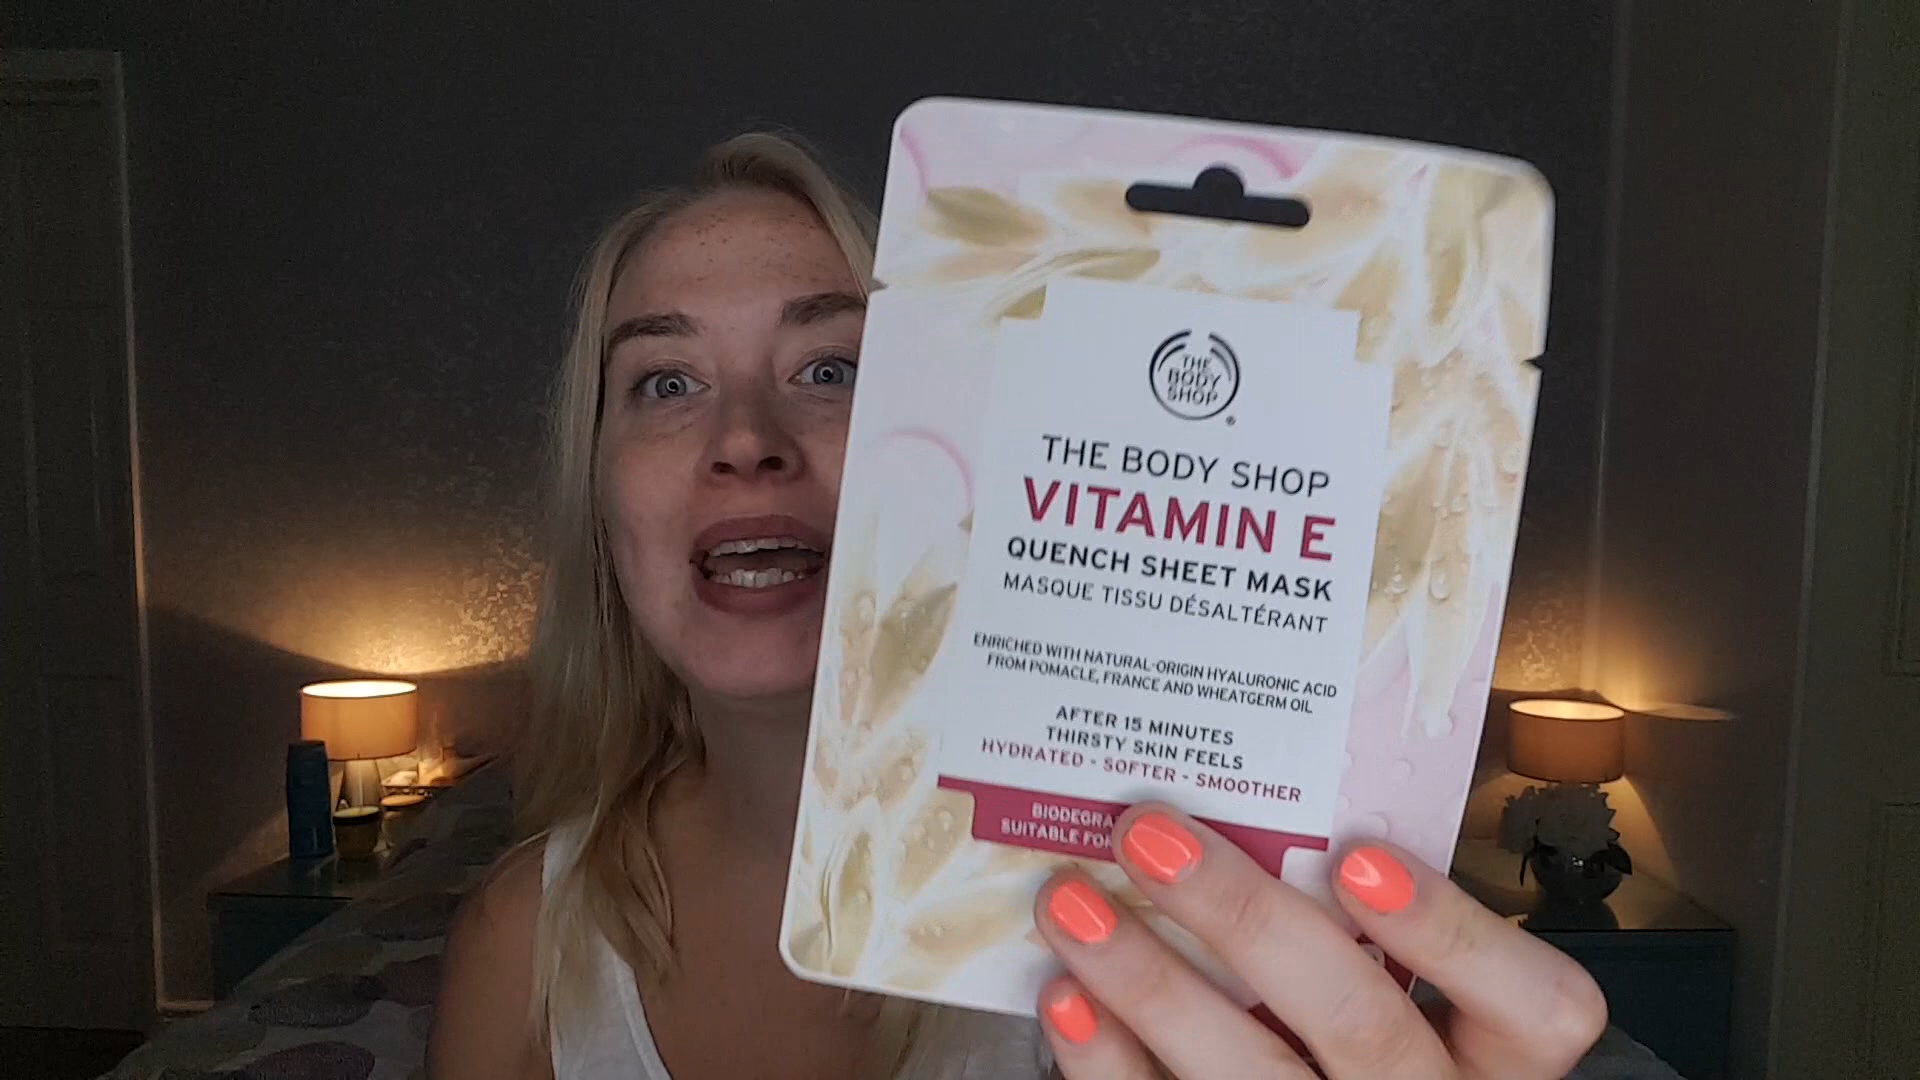 THE
BODY
SHOP
®
THE BODY SHOP
VITAMIN E
QUENCH SHEET MASK
MASQUE TISSU DÉSALTÉRANT
ENRICHED WITH NATURAL-ORIGIN HYALURONIC ACID
FROM POMACLE, FRANCE AND WHEATGERM OIL
AFTER 15 MINUTES
THIRSTY SKIN FEELS
HYDRATED - SOFTER - SMOOTHER
SUITABLE FOR